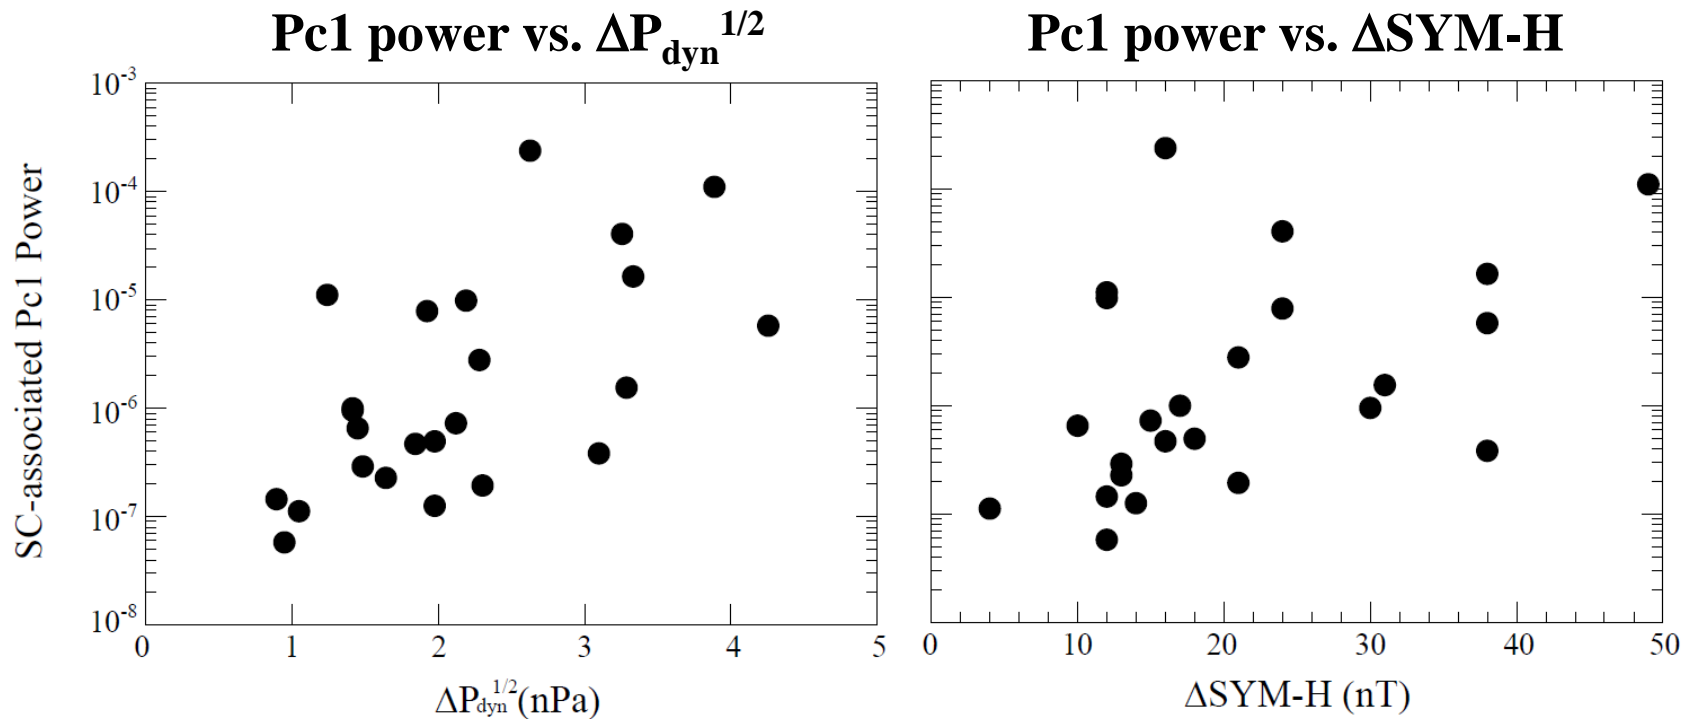 Pc1 power vs. ΔPdyn1/2
Pc1 power vs. ΔSYM-H
SC-associated Pc1 Power
10-3
10-4
10-5
10-6
10-7
10-8
0 1 2 3 4 5
ΔPdyn1/2(nPa)
0 10 20 30 40 50
ΔSYM-H (nT)